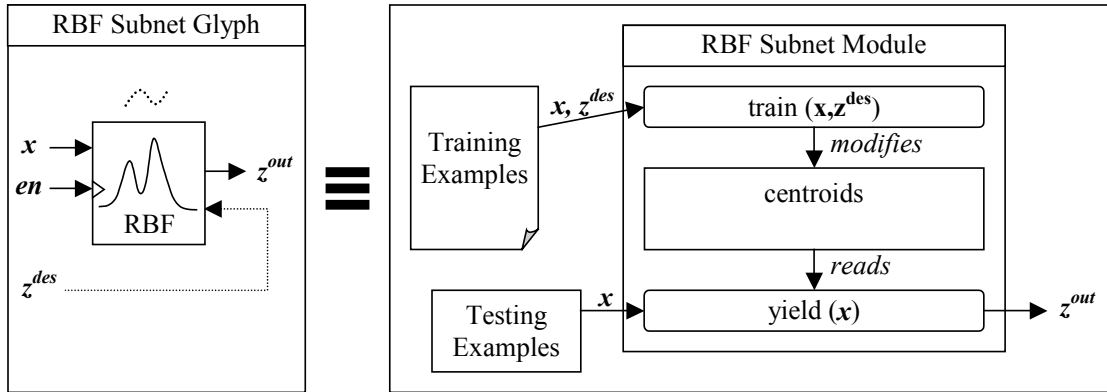 RBF Subnet Glyph
x
en
RBF
z^out
z^des
RBF Subnet Module
Training
Examples
x, z^des
train (x,z^des)
modifies
centroids
reads
Testing
Examples
x
yield (x)
z^out